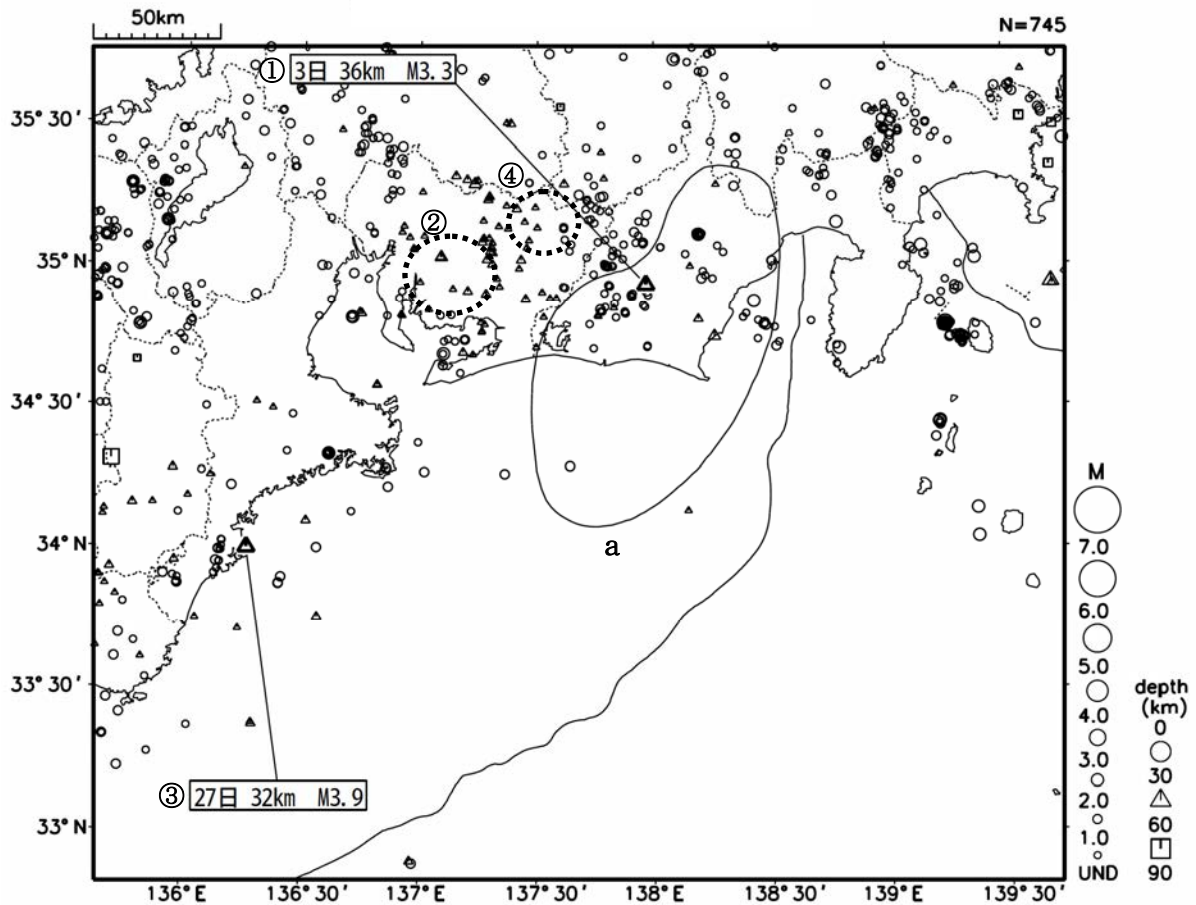 50km
N=745
① 3日 36km M3.3
35°30′
④
②
35°N
34°30′
M
34°N
a
7.0
6.0
5.0
33°30′
depth
(km)
4.0
0
3.0
30
③ 27日 32km M3.9
2.0
60
33°N
1.0
UND
90
136°E
136°30′
137°E
137°30′
138°E
138°30′
139°E
139°30′